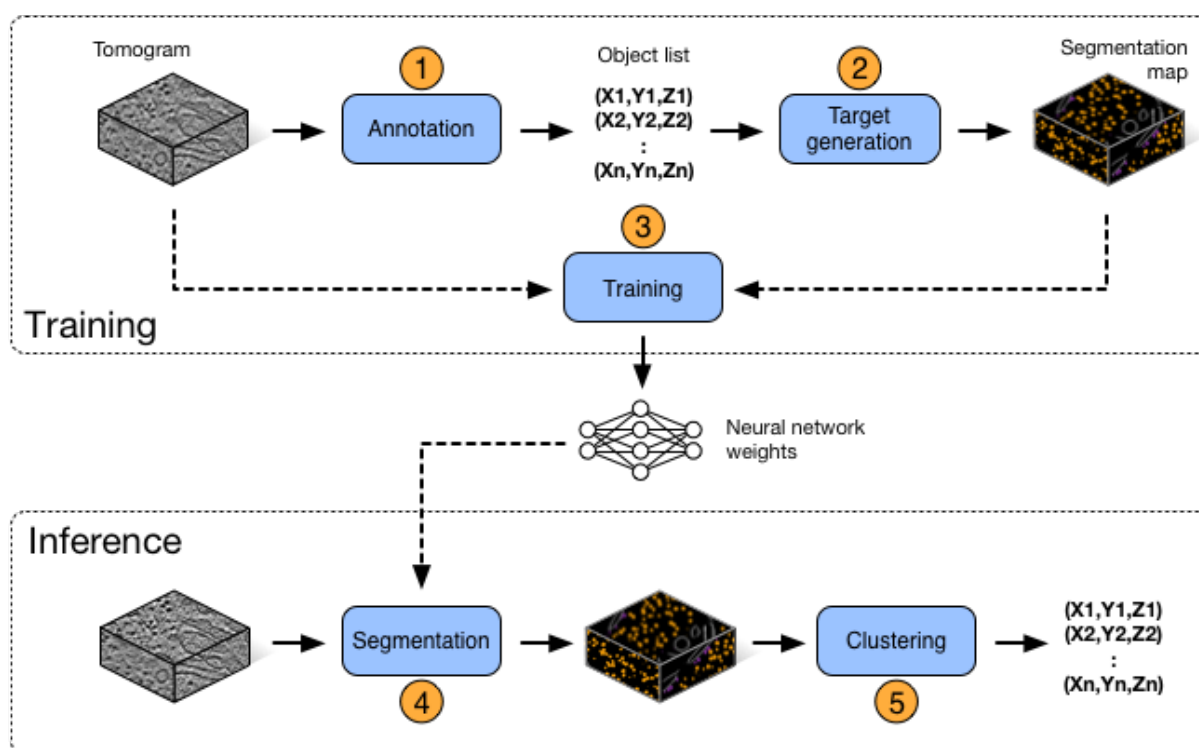 Tomogram
1
Annotation
Object list
(X1,Y1,Z1)
(X2,Y2,Z2)
:
(Xn,Yn,Zn)
2
Target
generation
Segmentation
map
3
Training
Training
Neural network
weights
Inference
Segmentation
4
Clustering
5
(X1,Y1,Z1)
(X2,Y2,Z2)
:
(Xn,Yn,Zn)